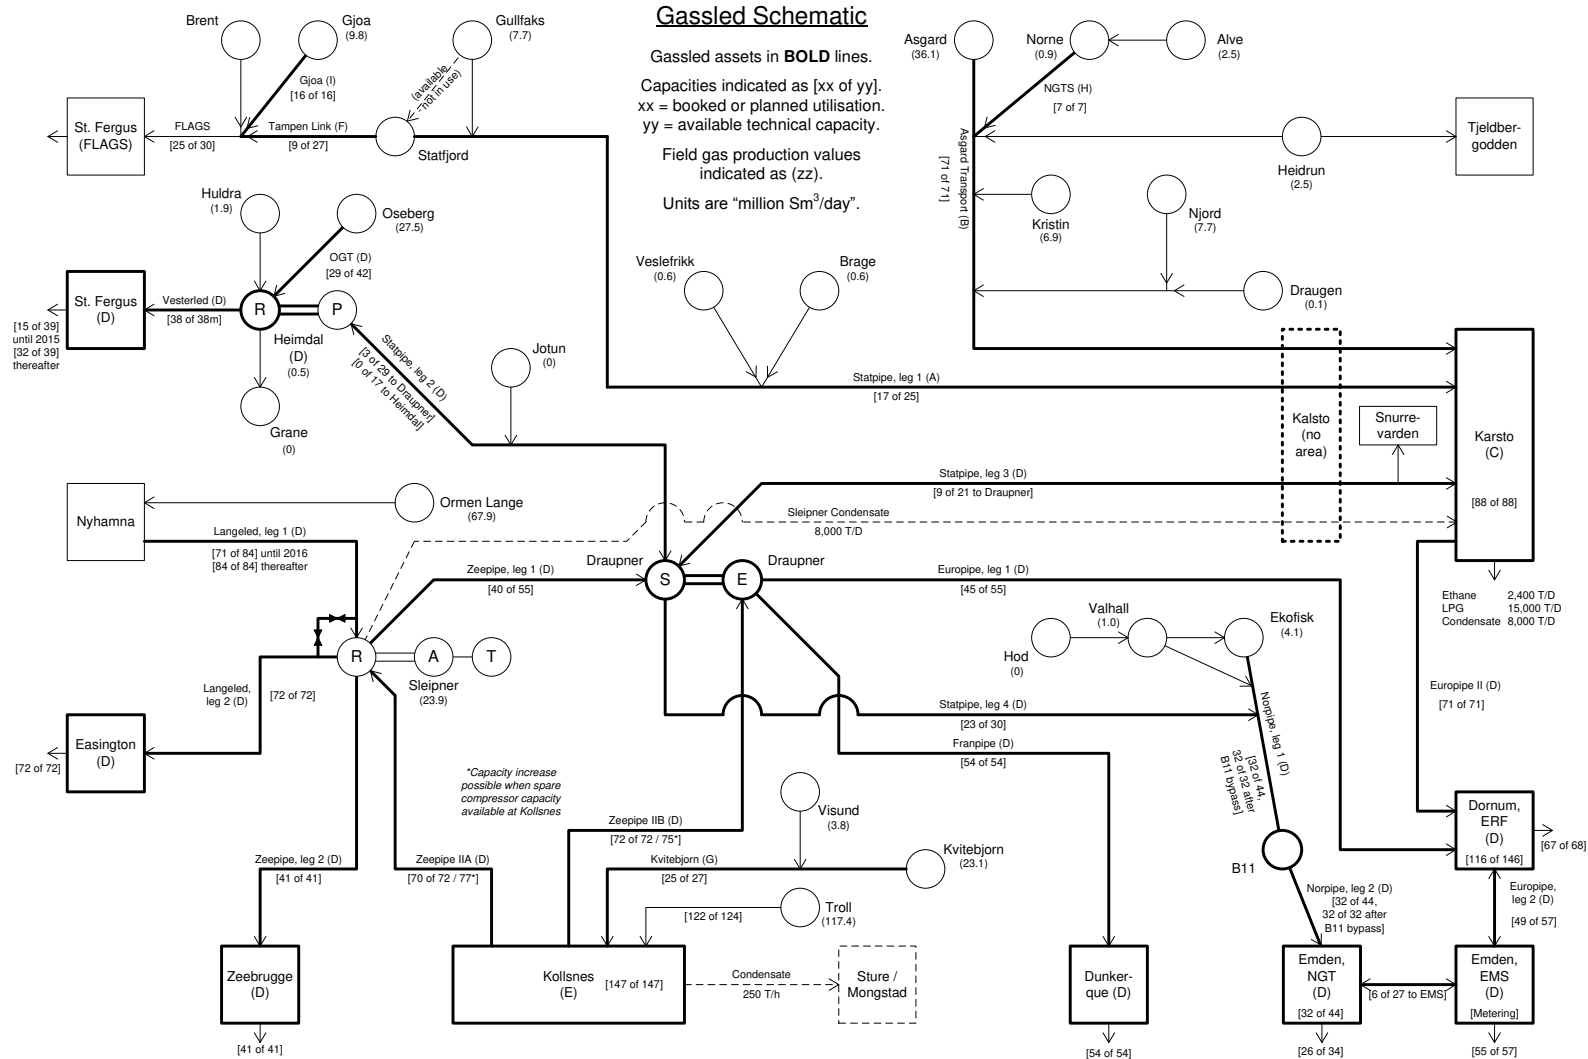 Gassled Schematic
Gassled assets in BOLD lines.
Capacities indicated as [xx of yy].
xx = booked or planned utilisation.
yy = available technical capacity.
Field gas production values
indicated as (zz).
Units are “million Sm³/day”.
Brent
Gjoa
(9.8)
Gullfaks
(7.7)
Gjoa (I)
[16 of 16]
(available
not in use)
St. Fergus
(FLAGS)
FLAGS
[25 of 30]
Tampen Link (F)
[9 of 27]
Statfjord
Asgard
(36.1)
Norne
(0.9)
Alve
(2.5)
NGTS (H)
[7 of 7]
Asgard Transport (B)
[71 of 71]
Heidrun
(2.5)
Tjeldber-
godden
Kristin
(6.9)
Njord
(7.7)
Draugen
(0.1)
Huldra
(1.9)
Oseberg
(27.5)
OGT (D)
[29 of 42]
St. Fergus
(D)
Vesterled (D)
[38 of 38m]
R
P
[15 of 39]
until 2015
[32 of 39]
thereafter
Heimdal
(D)
(0.5)
Grane
(0)
Statpipe, leg 2 (D)
[3 of 29 to Draupner]
[0 of 17 to Heimdal]
Jotun
(0)
Veslefrikk
(0.6)
Brage
(0.6)
Statpipe, leg 1 (A)
[17 of 25]
Kalsto
(no
area)
Snurre-
varden
Karsto
(C)
[88 of 88]
Statpipe, leg 3 (D)
[9 of 21 to Draupner]
Sleipner Condensate
8,000 T/D
Nyhamna
Ormen Lange
(67.9)
Langeled, leg 1 (D)
[71 of 84] until 2016
[84 of 84] thereafter
Zeepipe, leg 1 (D)
[40 of 55]
Draupner
S
E
Draupner
Europipe, leg 1 (D)
[45 of 55]
Ethane 2,400 T/D
LPG 15,000 T/D
Condensate 8,000 T/D
Valhall
(1.0)
Ekofisk
(4.1)
Hod
(0)
R
A
T
Sleipner
(23.9)
Langeled,
leg 2 (D)
[72 of 72]
Easington
(D)
[72 of 72]
Statpipe, leg 4 (D)
[23 of 30]
Franpipe (D)
[54 of 54]
Norpipe, leg 1 (D)
[32 of 44,
32 of 32 after
B11 bypass]
Europipe II (D)
[71 of 71]
*Capacity increase
possible when spare
compressor capacity
available at Kollsnes
Visund
(3.8)
Zeepipe IIB (D)
[72 of 72 / 75*]
Zeepipe, leg 2 (D)
[41 of 41]
Zeepipe IIA (D)
[70 of 72 / 77*]
Kvitebjorn (G)
[25 of 27]
Kvitebjorn
(23.1)
Troll
(117.4)
[122 of 124]
B11
Dornum,
ERF
(D)
[116 of 146]
[67 of 68]
Norpipe, leg 2 (D)
[32 of 44,
32 of 32 after
B11 bypass]
Europipe,
leg 2 (D)
[49 of 57]
Zeebrugge
(D)
[41 of 41]
Kollsnes
(E)
[147 of 147]
Condensate
250 T/h
Sture /
Mongstad
Dunker-
que (D)
[54 of 54]
Emden,
NGT
(D)
[32 of 44]
[26 of 34]
[6 of 27 to EMS]
Emden,
EMS
(D)
[Metering]
[55 of 57]